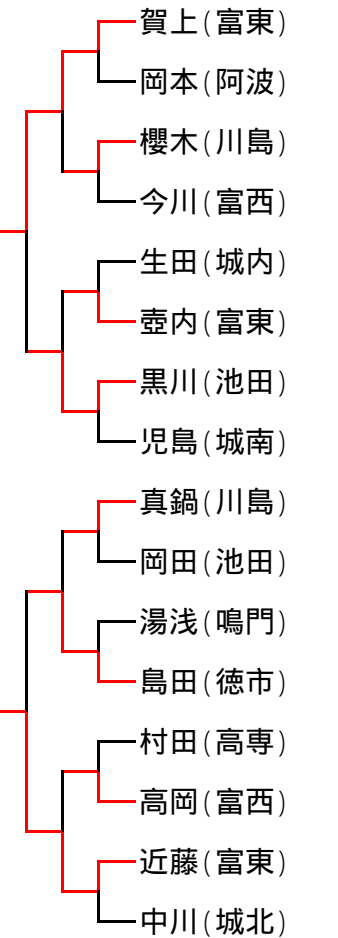 賀上(富東)
岡本(阿波)
櫻木(川島)
今川(富西)
生田(城内)
壺内(富東)
黒川(池田)
児島(城南)
真鍋(川島)
岡田(池田)
湯浅(鳴門)
島田(徳市)
村田(高専)
高岡(富西)
近藤(富東)
中川(城北)